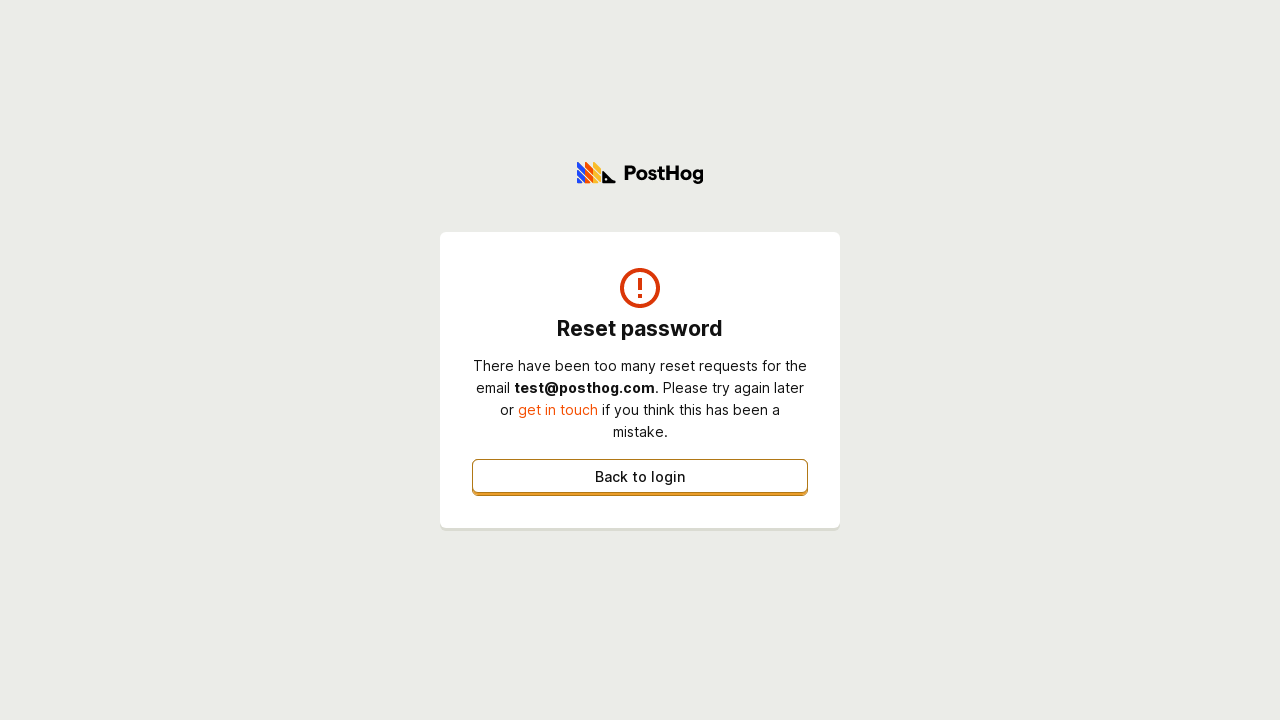 PostHog
Reset password
There have been too many reset requests for the
email test@posthog.com. Please try again later
or get in touch if you think this has been a
mistake.
Back to login